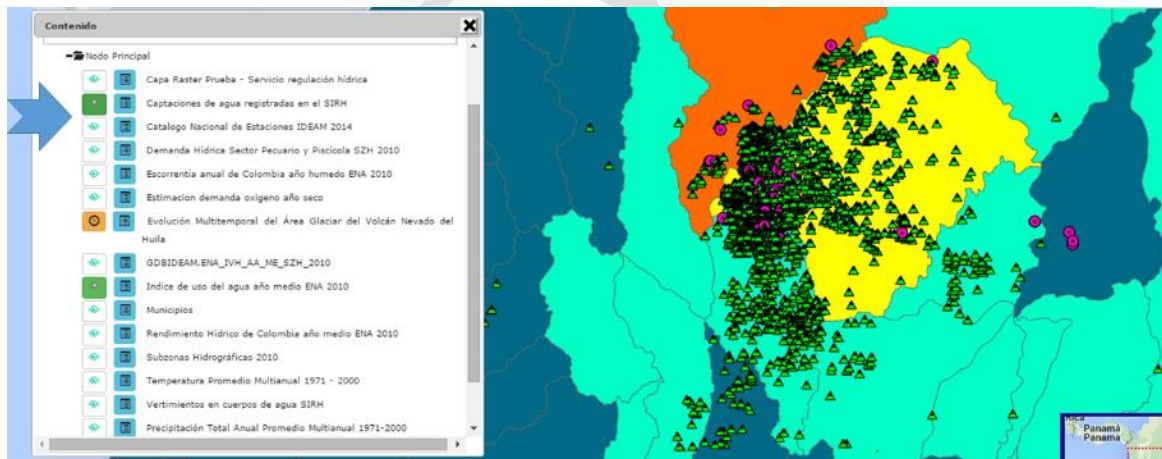 Contenido
Nodo Principal
Capa Raster Prueba - Servicio regulación hídrica
Captaciones de agua registradas en el SIRH
Catalogo Nacional de Estaciones IDEAM 2014
Demanda Hídrica Sector Pecuario y Piscicola SZH 2010
Escorrentía anual de Colombia año humedo ENA 2010
Estimacion demanda oxigeno año seco
Evolución Multitemporal del Área Glaciar del Volcán Nevado del
Huila
GDBIDEAM.ENA_IVH_AA_ME_SZH_2010
Indice de uso del agua año medio ENA 2010
Municipios
Rendimiento Hídrico de Colombia año medio ENA 2010
Subzonas Hidrográficas 2010
Temperatura Promedio Multianual 1971 - 2000
Vertimientos en cuerpos de agua SIRH
Precipitación Total Anual Promedio Multianual 1971-2000
Rica
Panamá
Panama